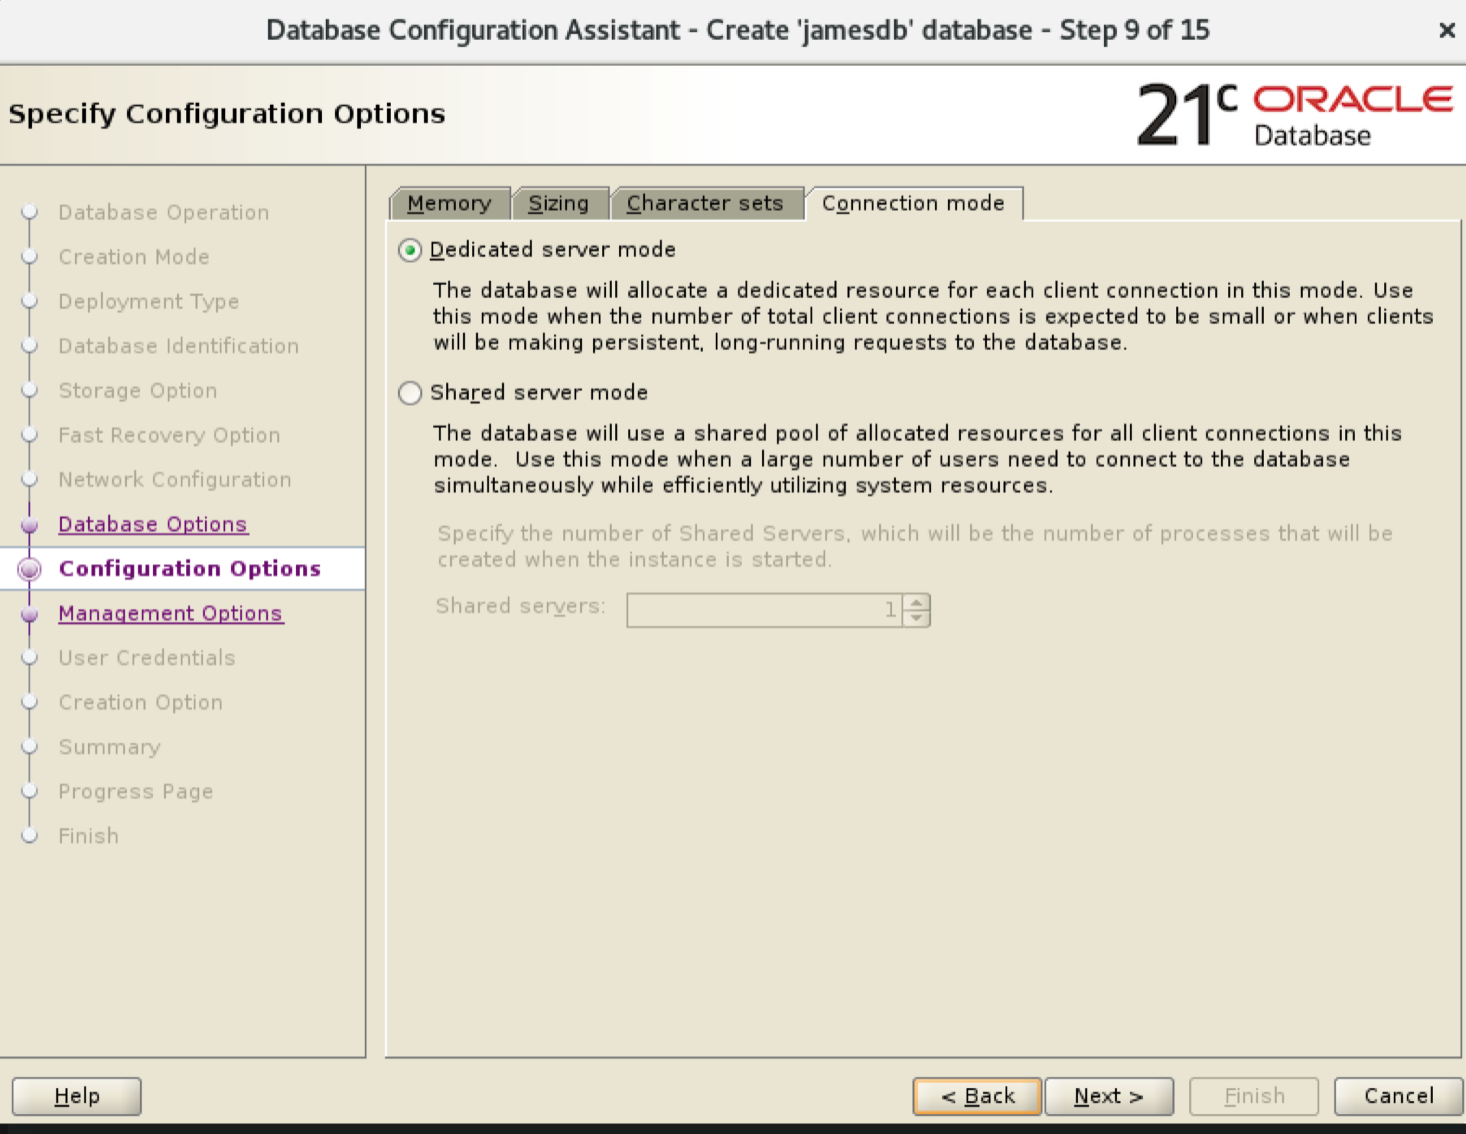 Database Configuration Assistant - Create 'jamesdb' database - Step 9 of 15
×
Specify Configuration Options
21c ORACLE
Database
Database Operation
Creation Mode
Deployment Type
Database Identification
Storage Option
Fast Recovery Option
Network Configuration
Database Options
Configuration Options
Management Options
User Credentials
Creation Option
Summary
Progress Page
Finish
Memory Sizing Character sets Connection mode
Dedicated server mode
The database will allocate a dedicated resource for each client connection in this mode. Use
this mode when the number of total client connections is expected to be small or when clients
will be making persistent, long-running requests to the database.
Shared server mode
The database will use a shared pool of allocated resources for all client connections in this
mode.  Use this mode when a large number of users need to connect to the database
simultaneously while efficiently utilizing system resources.
Specify the number of Shared Servers, which will be the number of processes that will be
created when the instance is started.
Shared servers: 1
Help < Back Next > Finish Cancel